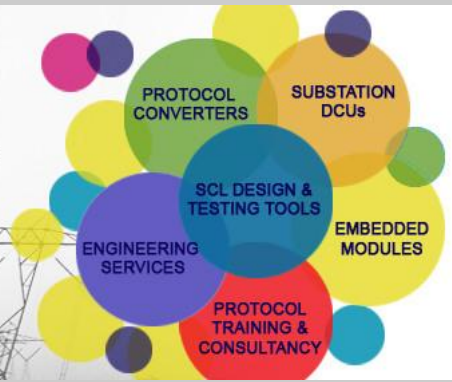 PROTOCOL
CONVERTERS
SUBSTATION
DCUs
SCL DESIGN &
TESTING TOOLS
EMBEDDED
MODULES
ENGINEERING
SERVICES
PROTOCOL
TRAINING &
CONSULTANCY